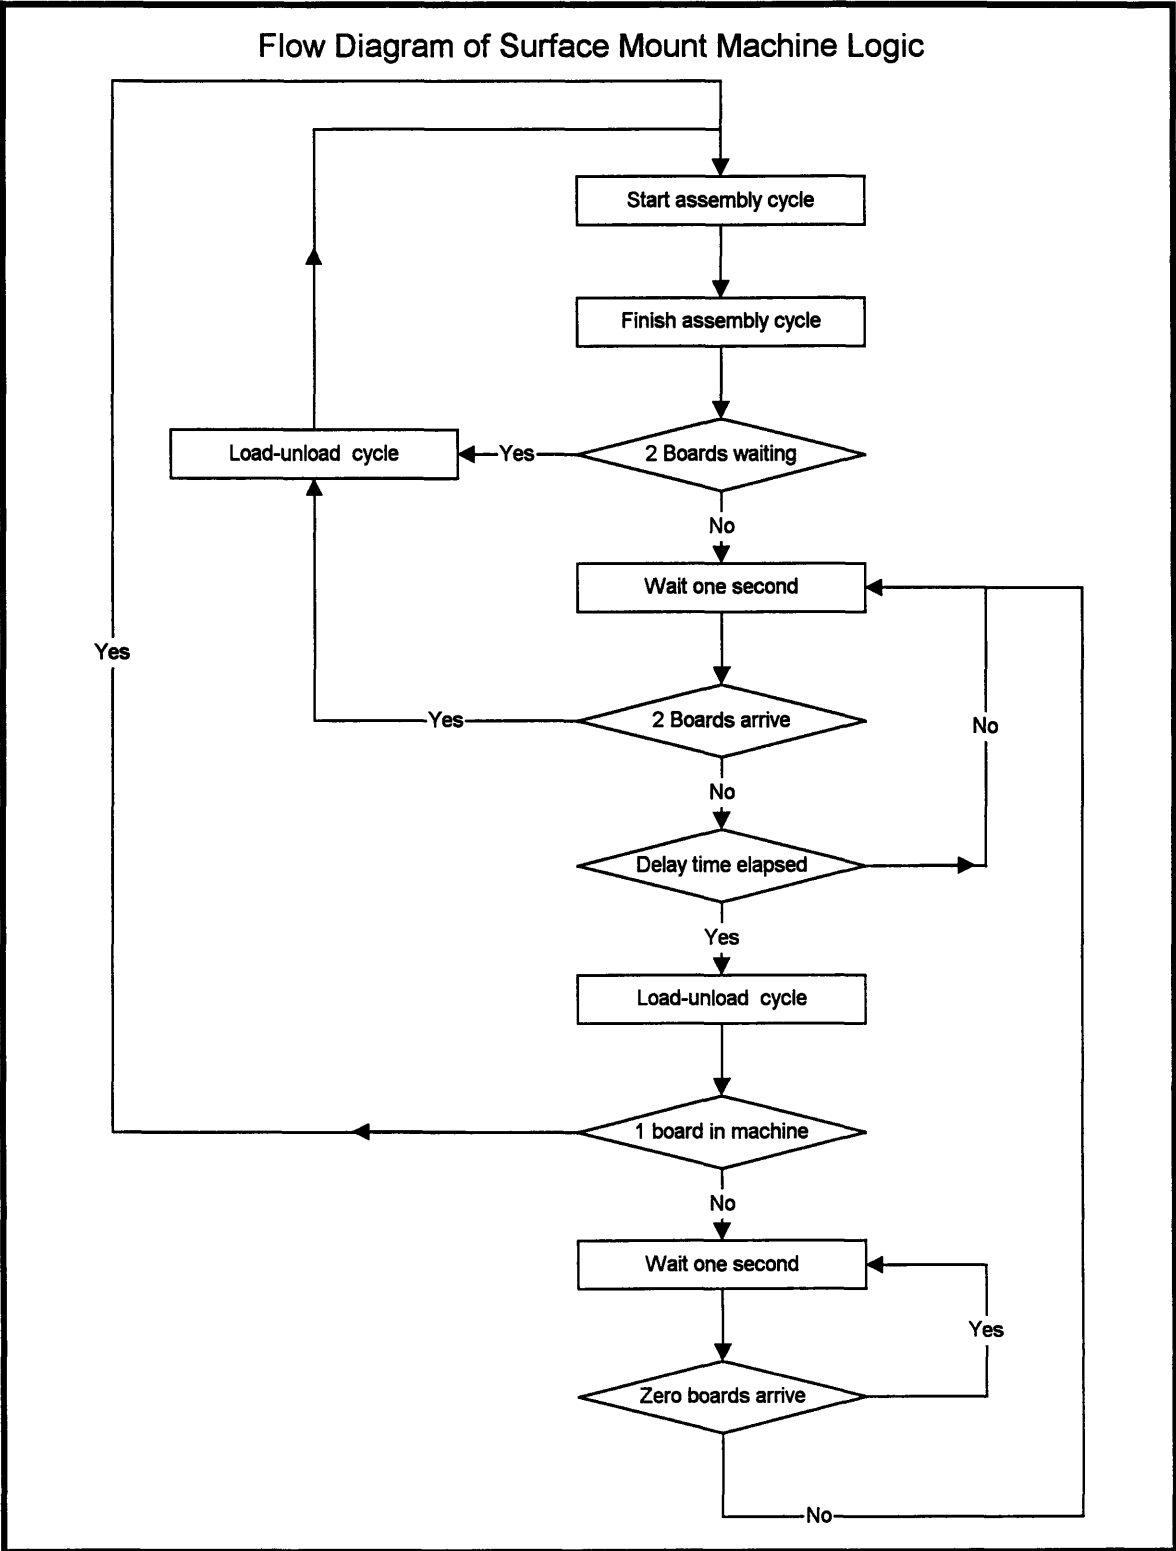 Flow Diagram of Surface Mount Machine Logic
Start assembly cycle
Finish assembly cycle
Load-unload cycle
Yes
2 Boards waiting
No
Wait one second
Yes
Yes
2 Boards arrive
No
No
Delay time elapsed
Yes
Load-unload cycle
1 board in machine
No
Wait one second
Yes
Zero boards arrive
No